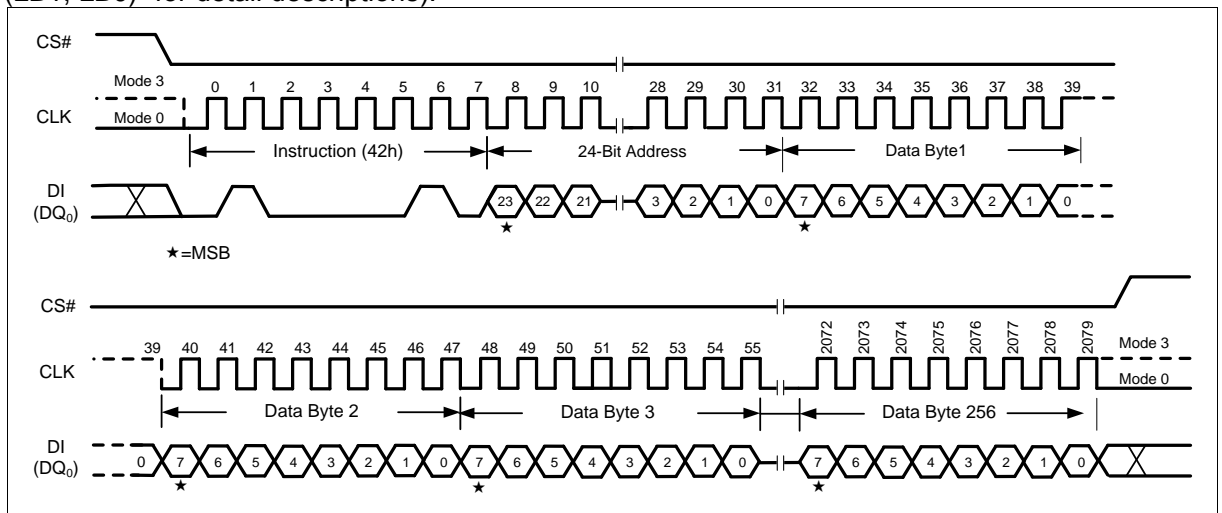 (LB1, LB0)" for detail descriptions).
CS#
Mode 3
0 1 2 3 4 5 6 7 8 9 10 28 29 30 31 32 33 34 35 36 37 38 39
CLK
Mode 0
Instruction (42h) 24-Bit Address Data Byte1
DI
(DQ0)
23 22 21 3 2 1 0 7 6 5 4 3 2 1 0
★ ★
★=MSB
CS#
39 40 41 42 43 44 45 46 47 48 49 50 51 52 53 54 55 2072 2073 2074 2075 2076 2077 2078 2079
Mode 3
CLK
Mode 0
Data Byte 2 Data Byte 3 Data Byte 256
DI
(DQ0)
0 7 6 5 4 3 2 1 0 7 6 5 4 3 2 1 0 7 6 5 4 3 2 1 0
★ ★ ★